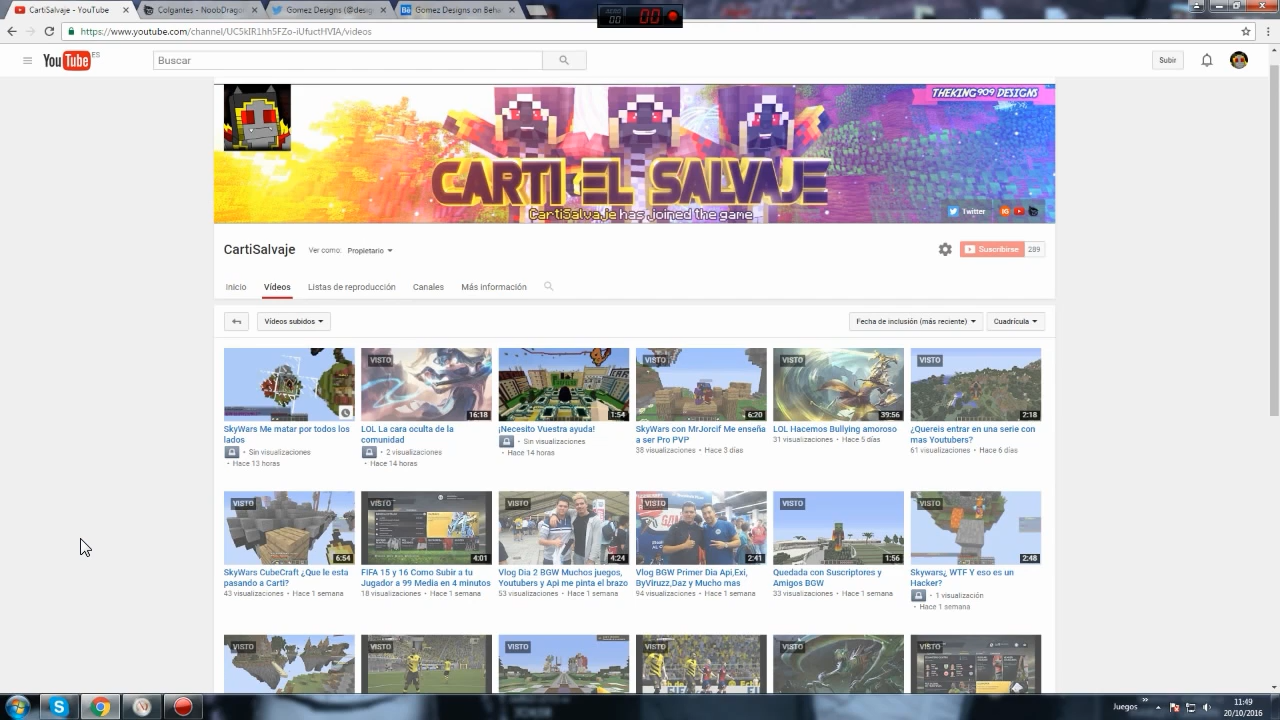 CartiSalvaje - YouTube
Colgantes - NoobDrago
Gomez Designs (@desig
Gomez Designs on Beha
00
00
https://www.youtube.com/channel/UCSkIR1hhSFZo-iUfuctHVIA/videos
YouTube ES
Buscar
Subir
THEKING909 DESIGNS
CARTI EL SALVAJE
CartiSalvaje has joined the game
Twitter
CartiSalvaje
Ver como: Propietario
Suscribirse 289
Inicio
Vídeos
Listas de reproducción
Canales
Más información
Vídeos subidos
Fecha de inclusión (más reciente)
Cuadrícula
SkyWars Me matar por todos los
lados
Sin visualizaciones
• Hace 13 horas
VISTO
16:18
LOL La cara oculta de la
comunidad
• 2 visualizaciones
• Hace 14 horas
VISTO
1:54
¡Necesito Vuestra ayuda!
• Sin visualizaciones
• Hace 14 horas
VISTO
6:20
SkyWars con MrJorcif Me enseña
a ser Pro PVP
38 visualizaciones • Hace 3 días
VISTO
39:56
LOL Hacemos Bullying amoroso
31 visualizaciones • Hace 5 días
VISTO
2:18
¿Quereis entrar en una serie con
mas Youtubers?
61 visualizaciones • Hace 6 días
VISTO
6:54
SkyWars CubeCraft ¿Que le esta
pasando a Carti?
43 visualizaciones • Hace 1 semana
VISTO
4:01
FIFA 15 y 16 Como Subir a tu
Jugador a 99 Media en 4 minutos
18 visualizaciones • Hace 1 semana
VISTO
4:24
Vlog Dia 2 BGW Muchos juegos,
Youtubers y Api me pinta el brazo
53 visualizaciones • Hace 1 semana
VISTO
2:41
Vlog BGW Primer Dia Api,Exi,
ByViruzz,Daz y Mucho mas
94 visualizaciones • Hace 1 semana
VISTO
1:56
Quedada con Suscriptores y
Amigos BGW
33 visualizaciones • Hace 1 semana
VISTO
2:48
Skywars¿ WTF Y eso es un
Hacker?
• 1 visualización
• Hace 1 semana
VISTO
VISTO
VISTO
VISTO
VISTO
VISTO
Juegos
11:49
20/10/2016